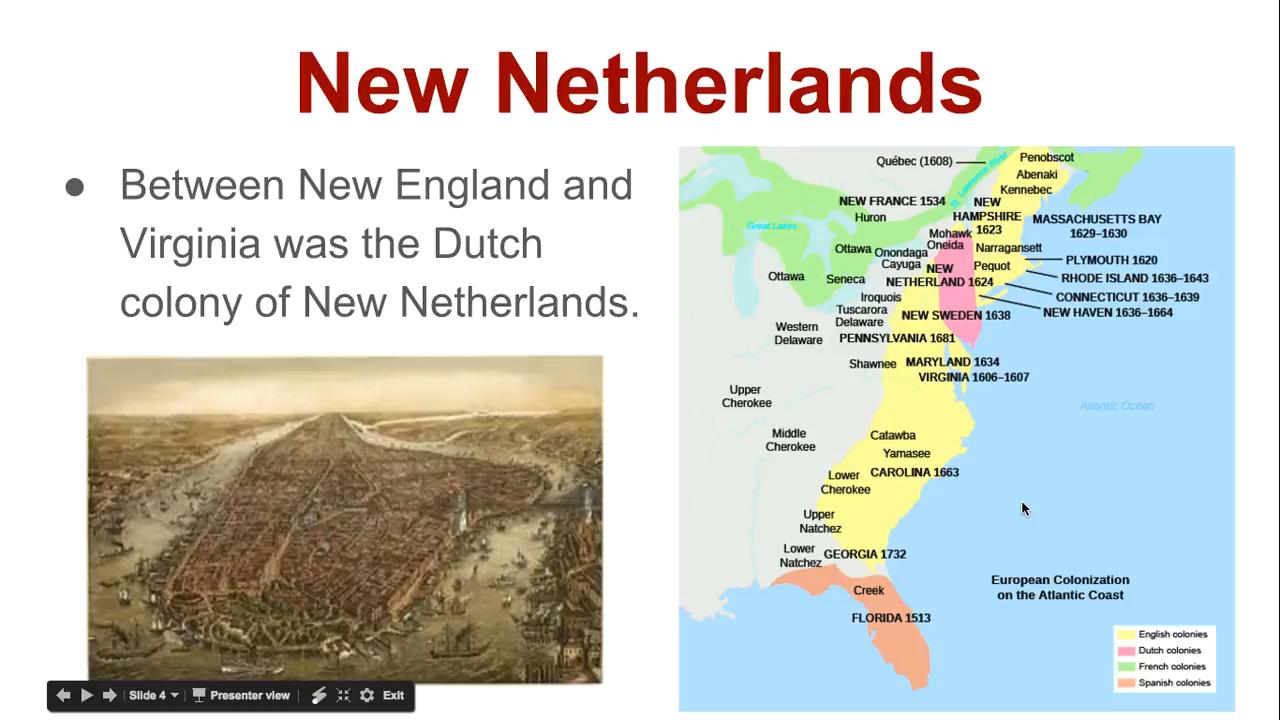 New Netherlands
● Between New England and
Virginia was the Dutch
colony of New Netherlands.
Québec (1608)
St. Lawrence River
Penobscot
Abenaki
Kennebec
NEW FRANCE 1534
NEW
HAMPSHIRE
1623
Huron
Great Lakes
MASSACHUSETTS BAY
1629–1630
Mohawk
Oneida
Narragansett
Ottawa
Onondaga
Cayuga
PLYMOUTH 1620
Pequot
NEW
NETHERLAND 1624
Ottawa
Seneca
RHODE ISLAND 1636–1643
Iroquois
CONNECTICUT 1636–1639
Tuscarora
Delaware
NEW SWEDEN 1638
NEW HAVEN 1636–1664
Western
Delaware
PENNSYLVANIA 1681
Shawnee
MARYLAND 1634
VIRGINIA 1606–1607
Upper
Cherokee
Atlantic Ocean
Middle
Cherokee
Catawba
Yamasee
CAROLINA 1663
Lower
Cherokee
Upper
Natchez
Lower
Natchez
GEORGIA 1732
Creek
FLORIDA 1513
European Colonization
on the Atlantic Coast
English colonies
Dutch colonies
French colonies
Spanish colonies
Slide 4
Presenter view
Exit